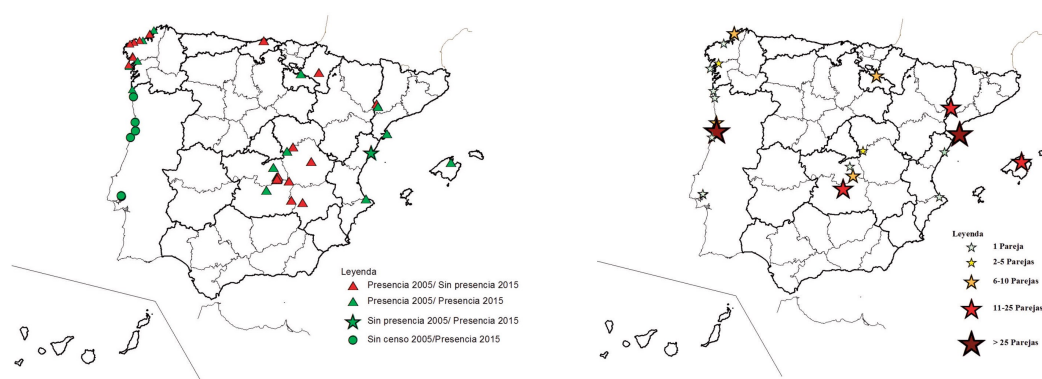 Leyenda
Presencia 2005/ Sin presencia 2015
Presencia 2005/ Presencia 2015
Sin presencia 2005/ Presencia 2015
Sin censo 2005/Presencia 2015
Leyenda
1 Pareja
2-5 Parejas
6-10 Parejas
11-25 Parejas
> 25 Parejas